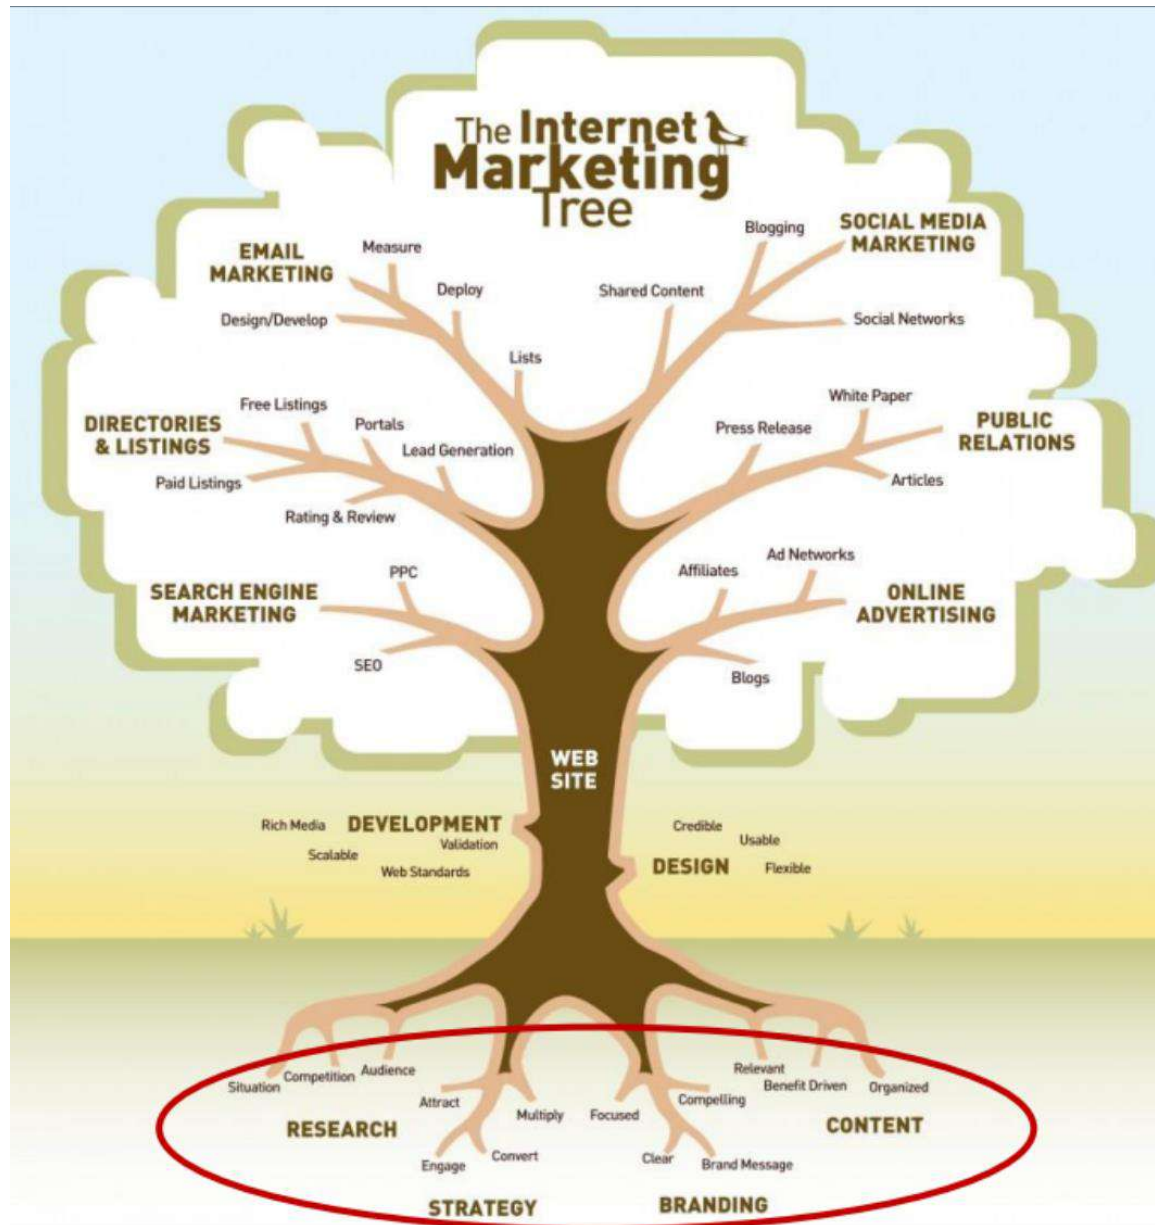 The Internet
Marketing
Tree
EMAIL
MARKETING
Measure
Deploy
Design/Develop
Lists
SOCIAL MEDIA
MARKETING
Blogging
Shared Content
Social Networks
DIRECTORIES
& LISTINGS
Free Listings
Portals
Lead Generation
Paid Listings
Rating & Review
PUBLIC
RELATIONS
White Paper
Press Release
Articles
SEARCH ENGINE
MARKETING
PPC
SEO
ONLINE
ADVERTISING
Ad Networks
Affiliates
Blogs
WEB
SITE
DEVELOPMENT
Rich Media
Validation
Scalable
Web Standards
DESIGN
Credible
Usable
Flexible
RESEARCH
Situation
Competition
Audience
STRATEGY
Attract
Multiply
Engage
Convert
BRANDING
Focused
Compelling
Clear
Brand Message
CONTENT
Relevant
Benefit Driven
Organized